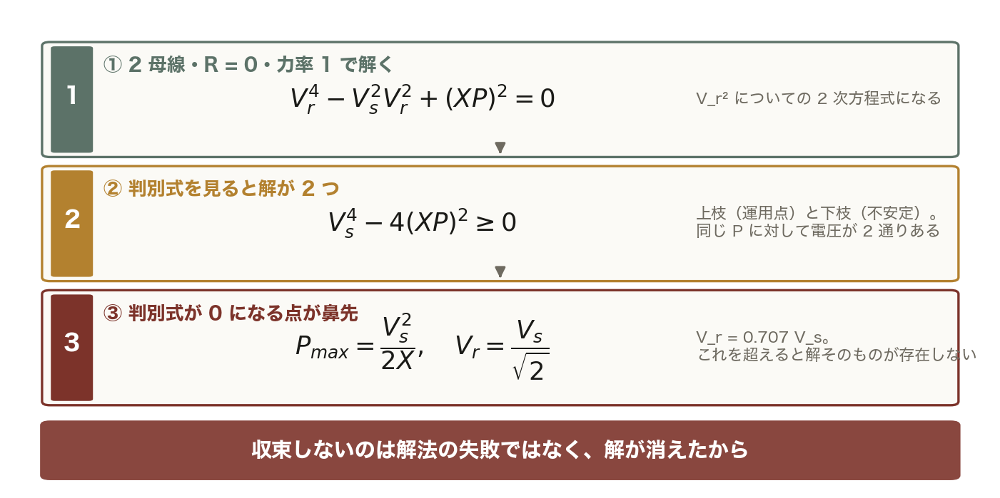 1
① 2 母線・R = 0・力率 1 で解く
V_r^4 − V_s^2 V_r^2 + (XP)^2 = 0
V_r² についての 2 次方程式になる
▼
2
② 判別式を見ると解が 2 つ
V_s^4 − 4(XP)^2 ≥ 0
上枝（運用点）と下枝（不安定）。
同じ P に対して電圧が 2 通りある
▼
3
③ 判別式が 0 になる点が鼻先
P_{max} = \frac{V_s^2}{2X}, V_r = \frac{V_s}{\sqrt{2}}
V_r = 0.707 V_s。
これを超えると解そのものが存在しない
収束しないのは解法の失敗ではなく、解が消えたから